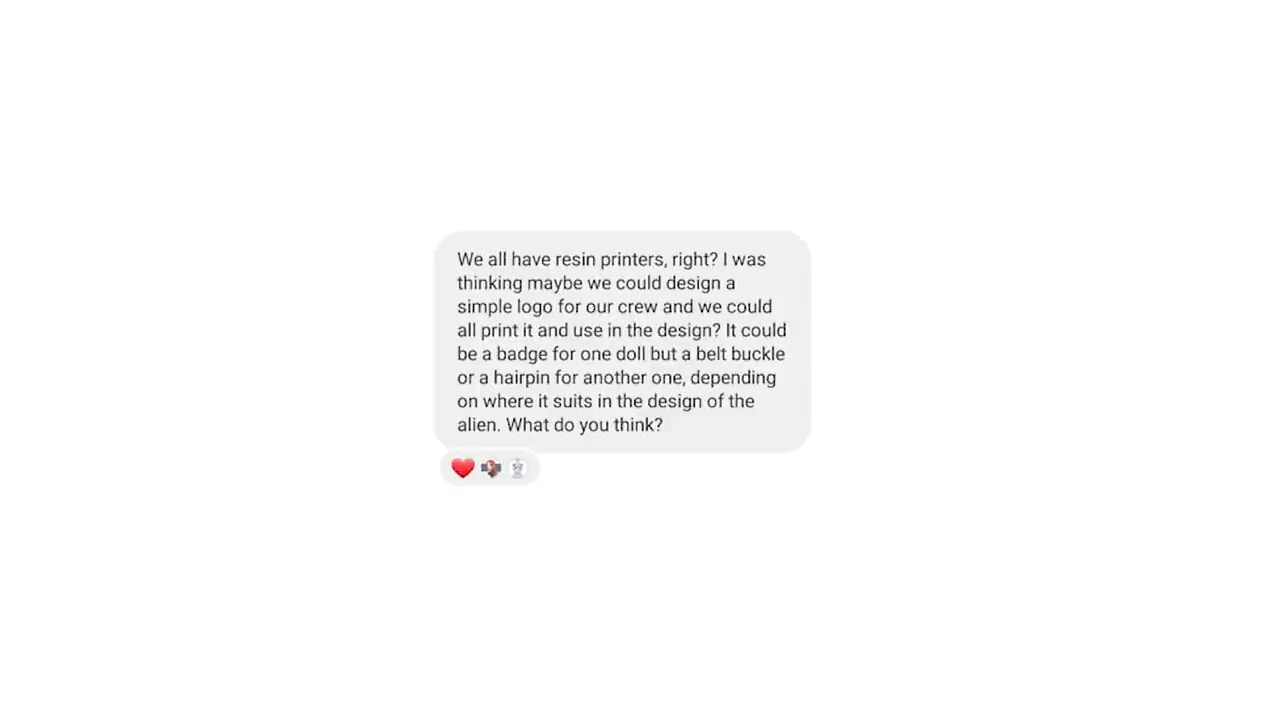 We all have resin printers, right? I was
thinking maybe we could design a
simple logo for our crew and we could
all print it and use in the design? It could
be a badge for one doll but a belt buckle
or a hairpin for another one, depending
on where it suits in the design of the
alien. What do you think?